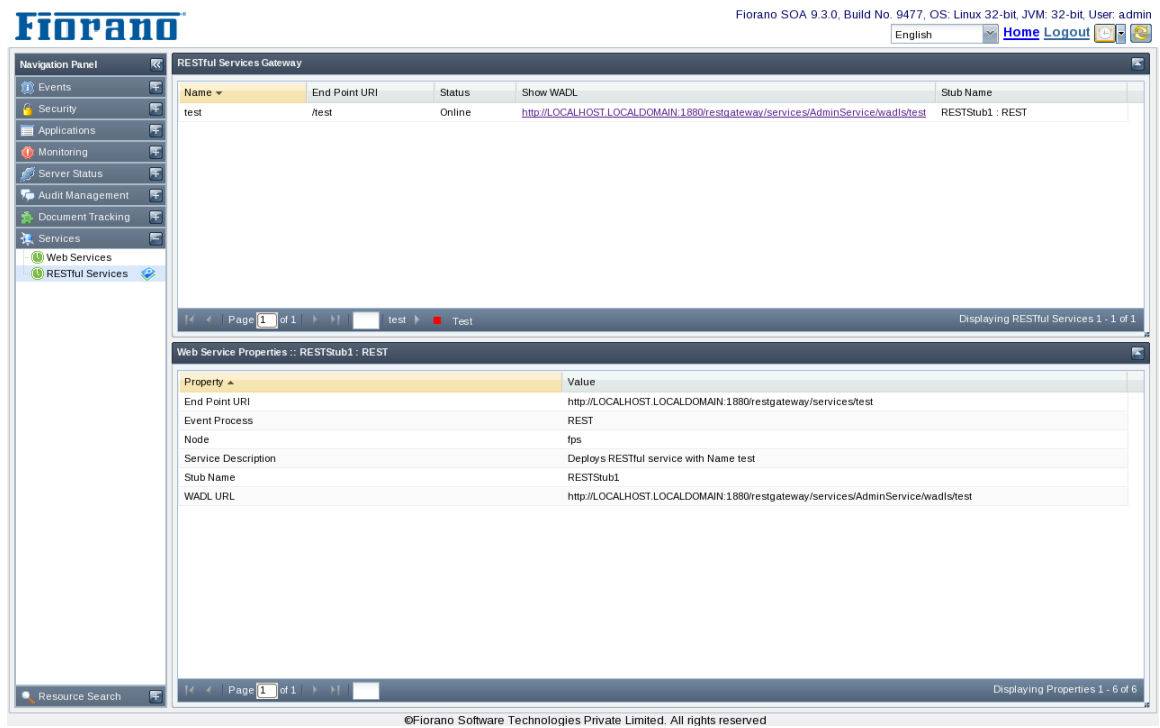 Fiorano
Fiorano SOA 9.3.0, Build No. 9477, OS: Linux 32-bit, JVM: 32-bit, User: admin
English Home Logout
Navigation Panel
Events
Security
Applications
Monitoring
Server Status
Audit Management
Document Tracking
Services
Web Services
RESTful Services
Resource Search
RESTful Services Gateway
Name End Point URI Status Show WADL Stub Name
test /test Online http://LOCALHOST.LOCALDOMAIN:1880/restgateway/services/AdminService/wadls/test RESTStub1 : REST
Page 1 of 1 test Test Displaying RESTful Services 1 - 1 of 1
Web Service Properties :: RESTStub1 : REST
Property Value
End Point URI http://LOCALHOST.LOCALDOMAIN:1880/restgateway/services/test
Event Process REST
Node fps
Service Description Deploys RESTful service with Name test
Stub Name RESTStub1
WADL URL http://LOCALHOST.LOCALDOMAIN:1880/restgateway/services/AdminService/wadls/test
Page 1 of 1 Displaying Properties 1 - 6 of 6
©Fiorano Software Technologies Private Limited. All rights reserved